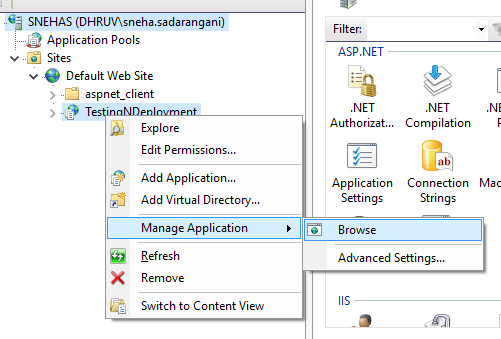 SNEHAS (DHRUV\sneha.sadarangani)
Application Pools
Sites
Default Web Site
aspnet_client
TestingNDeployment
Explore
Edit Permissions...
Add Application...
Add Virtual Directory...
Manage Application
Refresh
Remove
Switch to Content View
Browse
Advanced Settings...
Filter:
ASP.NET
.NET
Authorizat...
.NET
Compilation
Application
Settings
Connection
Strings
Mac
IIS